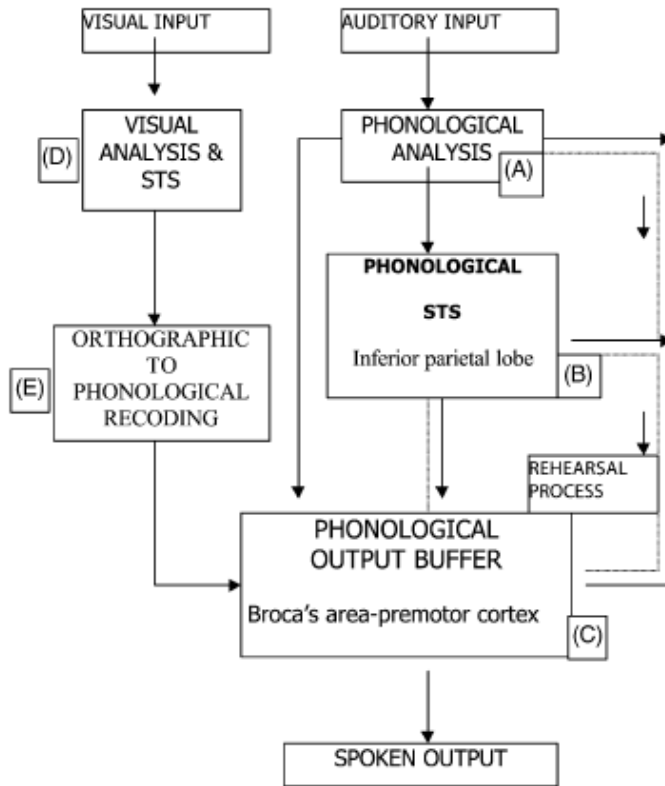 VISUAL INPUT
AUDITORY INPUT
VISUAL
ANALYSIS &
STS
(D)
PHONOLOGICAL
ANALYSIS
(A)
PHONOLOGICAL
STS
Inferior parietal lobe
(B)
ORTHOGRAPHIC
TO
PHONOLOGICAL
RECODING
(E)
REHEARSAL
PROCESS
PHONOLOGICAL
OUTPUT BUFFER
Broca's area-premotor cortex
(C)
SPOKEN OUTPUT